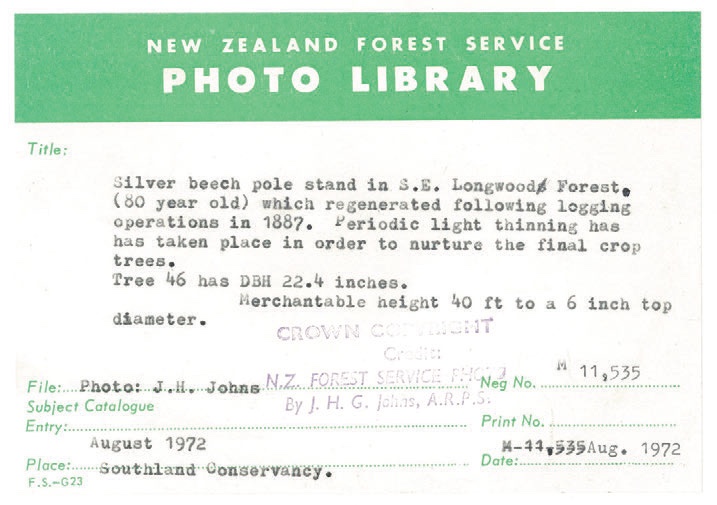 NEW ZEALAND FOREST SERVICE
PHOTO LIBRARY
Title:
Silver beech pole stand in S.E. Longwood Forest.
(80 year old) which regenerated following logging
operations in 1887. Periodic light thinning has
has taken place in order to nurture the final crop
trees.
Tree 46 has DBH 22.4 inches.
Merchantable height 40 ft to a 6 inch top
diameter.
CROWN COPYRIGHT
Credit:
N.Z. FOREST SERVICE PHOTO
By J. H. G. Johns, A.R.P.S.
File: Photo: J.H. Johns
Neg No. M 11,535
Subject Catalogue
Entry:
Print No.
August 1972
M-11,535 Aug. 1972
Place: Southland Conservancy.
Date:
F.S.–G23